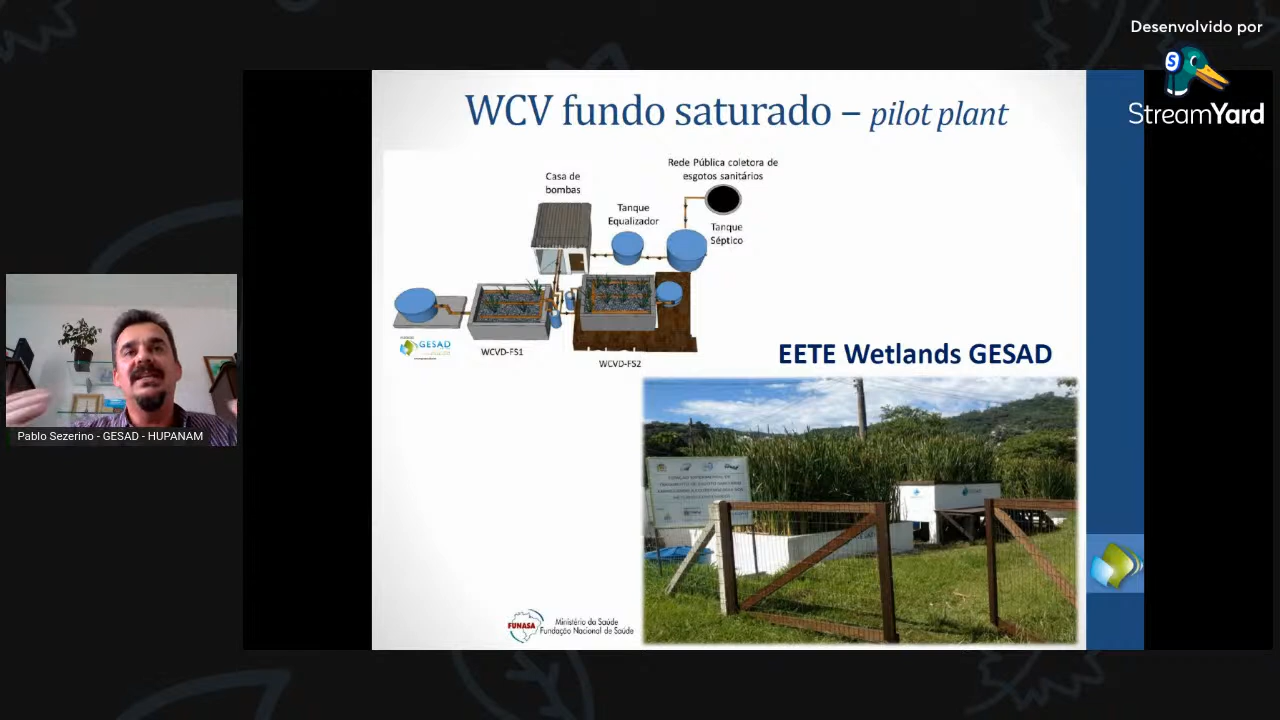 Desenvolvido por
StreamYard
WCV fundo saturado – pilot plant
Rede Pública coletora de
esgotos sanitários
Casa de
bombas
Tanque
Equalizador
Tanque
Séptico
GESAD
WCVD-FS1
WCVD-FS2
EETE Wetlands GESAD
Pablo Sezerino - GESAD - HUPANAM
FUNASA
Ministério da Saúde
Fundação Nacional de Saúde